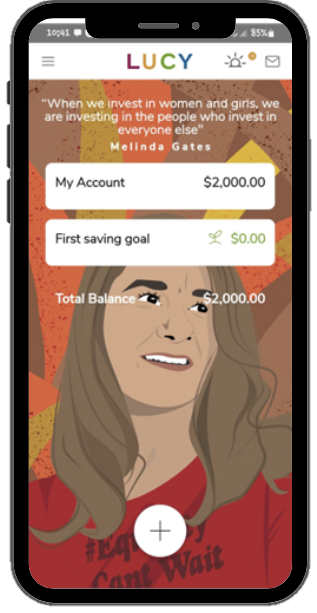 10:41
85%
LUCY
"When we invest in women and girls, we
are investing in the people who invest in
everyone else"
Melinda Gates
My Account $2,000.00
First saving goal $0.00
Total Balance $2,000.00
#Equality
Cant Wait